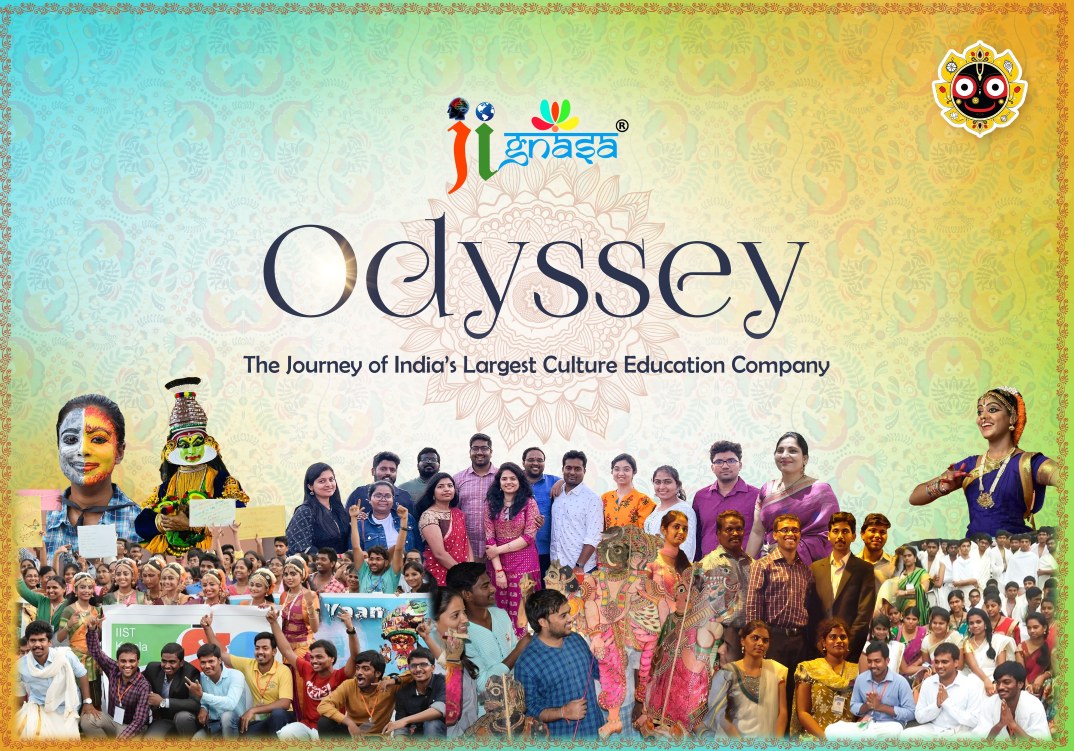 jignasa®
Odyssey
The Journey of India's Largest Culture Education Company
IIST